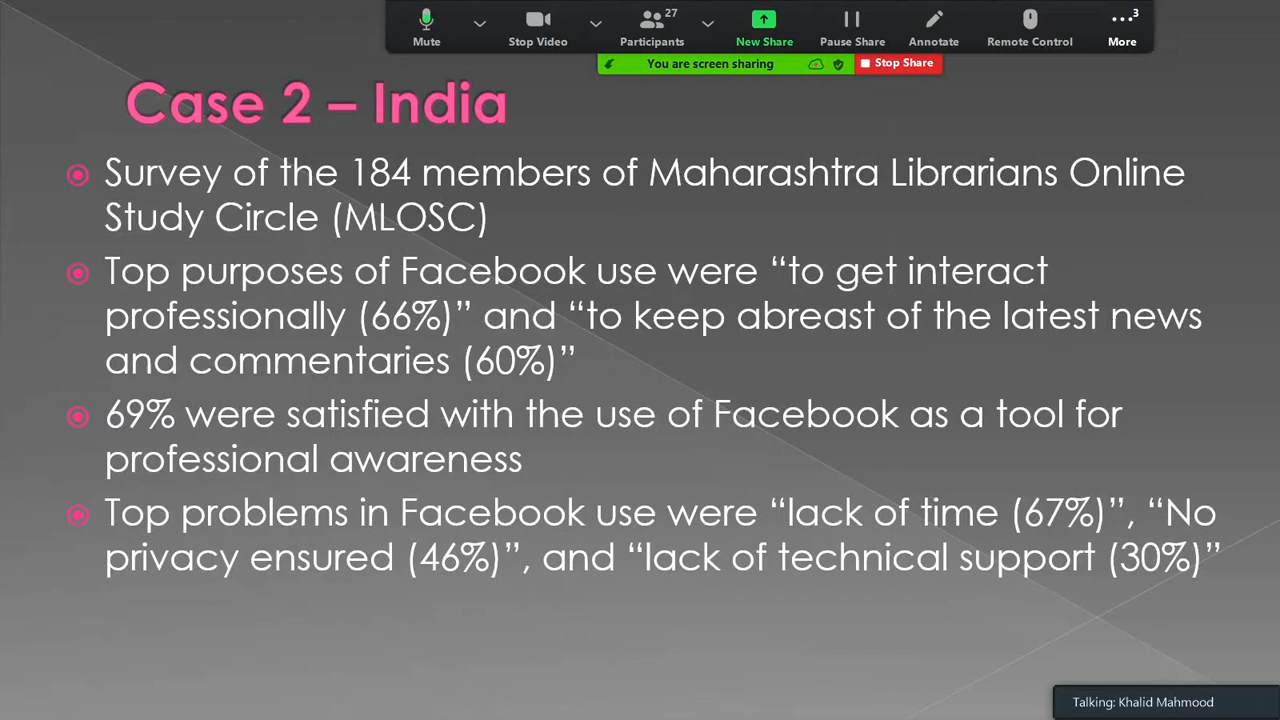 Mute
Stop Video
Participants
27
New Share
Pause Share
Annotate
Remote Control
More
3
You are screen sharing
Stop Share
Case 2 – India
Survey of the 184 members of Maharashtra Librarians Online
Study Circle (MLOSC)
Top purposes of Facebook use were “to get interact
professionally (66%)” and “to keep abreast of the latest news
and commentaries (60%)”
69% were satisfied with the use of Facebook as a tool for
professional awareness
Top problems in Facebook use were “lack of time (67%)”, “No
privacy ensured (46%)”, and “lack of technical support (30%)”
Talking: Khalid Mahmood